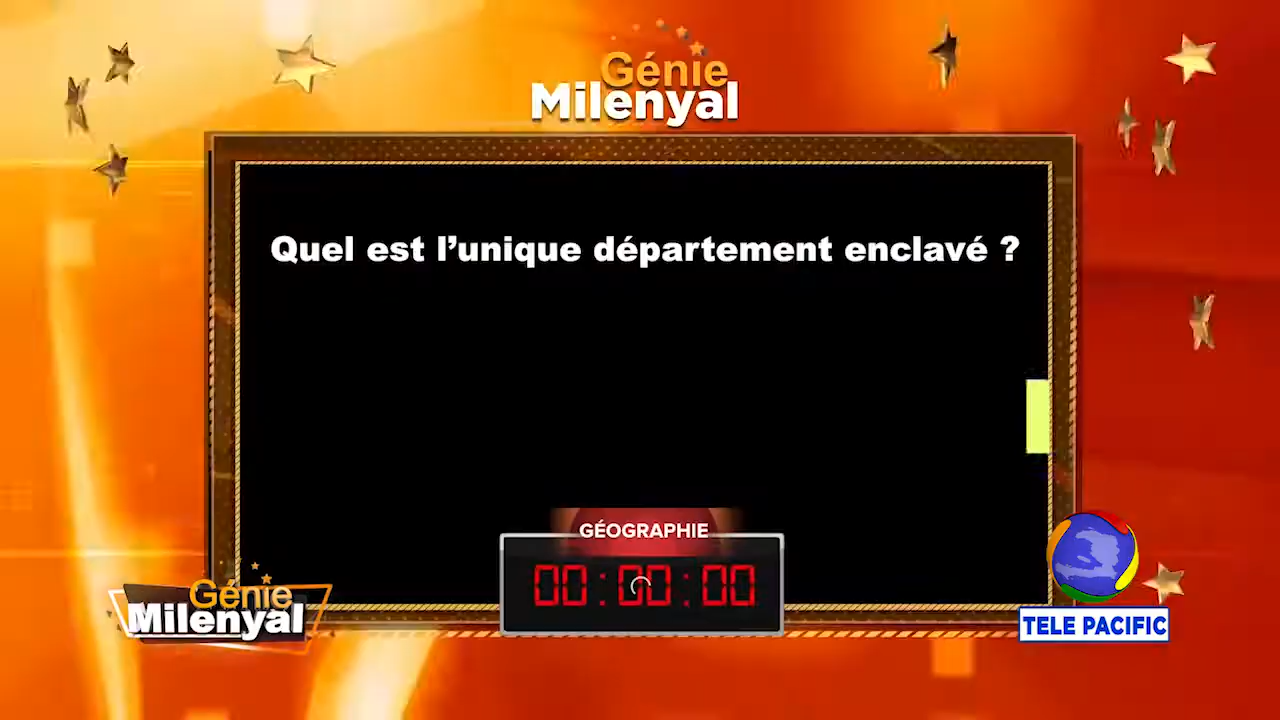 Génie
Milenyal
Quel est l’unique département enclavé ?
GÉOGRAPHIE
00:00:00
Génie
Milenyal
TELE PACIFIC